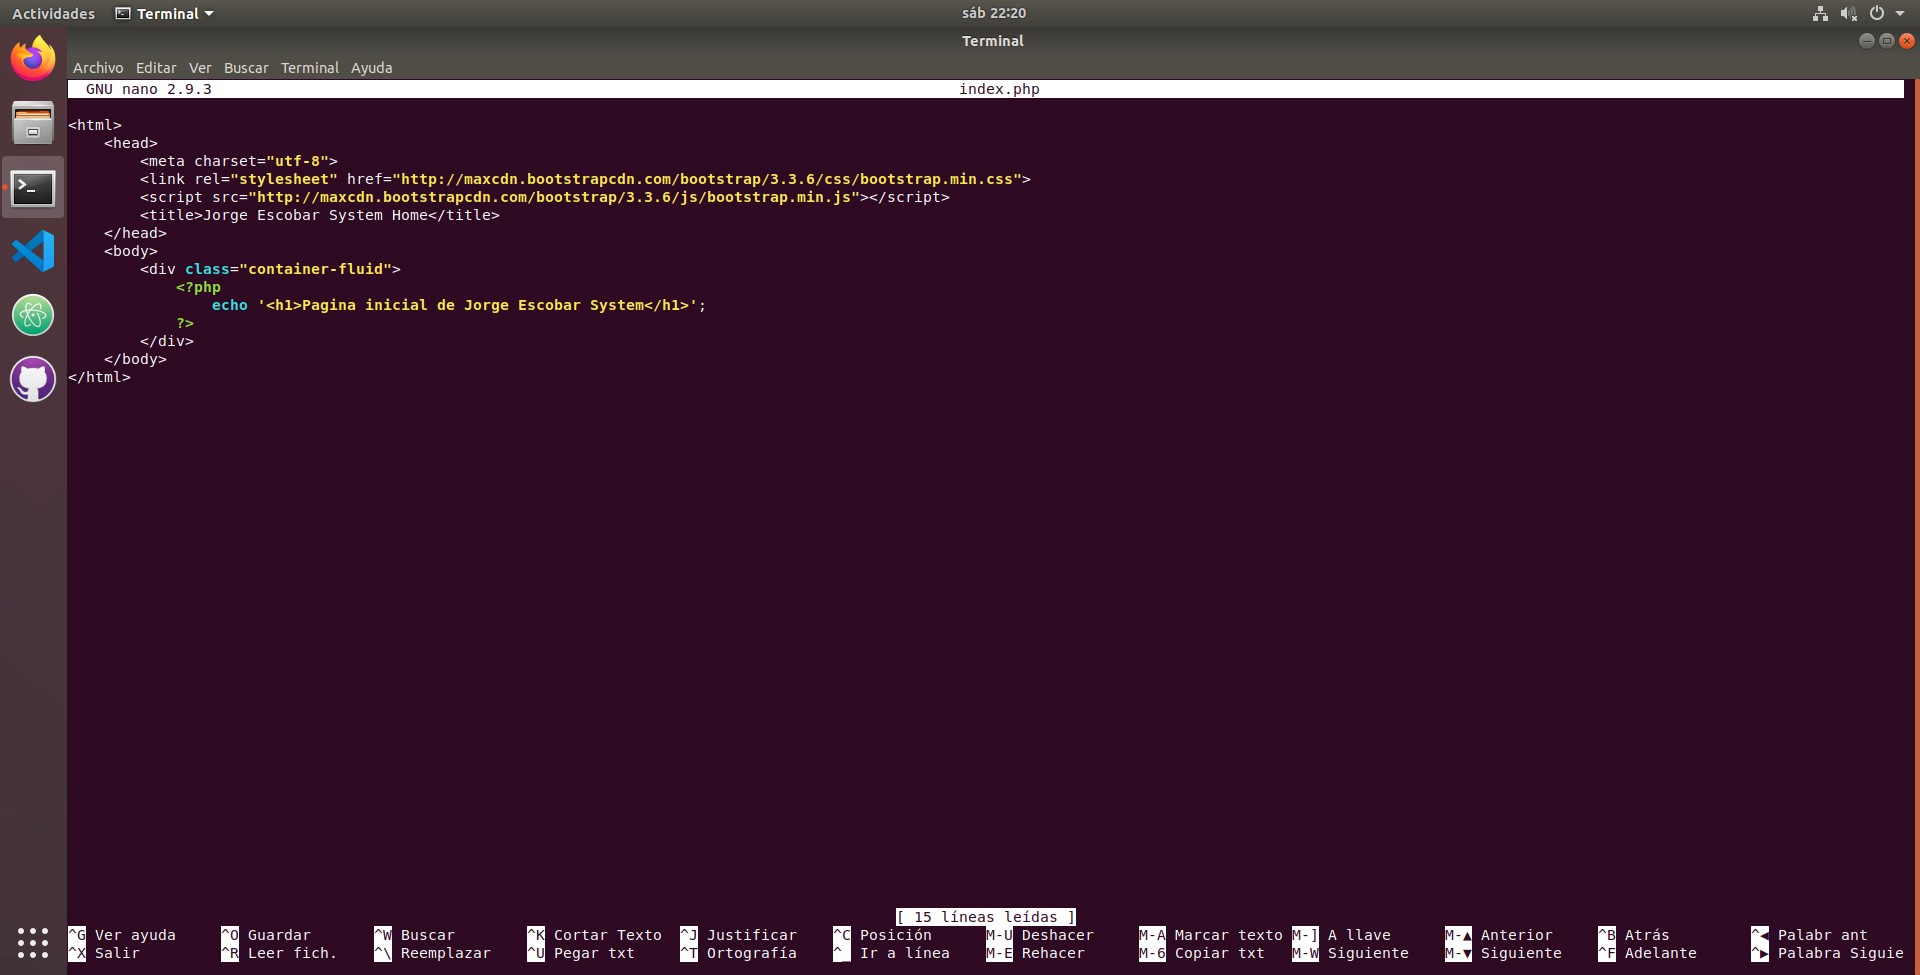 Actividades Terminal sáb 22:20
Terminal
Archivo Editar Ver Buscar Terminal Ayuda
GNU nano 2.9.3 index.php
<html>
    <head>
        <meta charset="utf-8">
        <link rel="stylesheet" href="http://maxcdn.bootstrapcdn.com/bootstrap/3.3.6/css/bootstrap.min.css">
        <script src="http://maxcdn.bootstrapcdn.com/bootstrap/3.3.6/js/bootstrap.min.js"></script>
        <title>Jorge Escobar System Home</title>
    </head>
    <body>
        <div class="container-fluid">
            <?php
                echo '<h1>Pagina inicial de Jorge Escobar System</h1>';
            ?>
        </div>
    </body>
</html>
[ 15 líneas leídas ]
^G Ver ayuda ^O Guardar ^W Buscar ^K Cortar Texto ^J Justificar ^C Posición M-U Deshacer M-A Marcar texto M-] A llave M-▲ Anterior ^B Atrás ^◀ Palabr ant
^X Salir ^R Leer fich. ^\ Reemplazar ^U Pegar txt ^T Ortografía ^_ Ir a línea M-E Rehacer M-6 Copiar txt M-W Siguiente M-▼ Siguiente ^F Adelante ^▶ Palabra Siguie